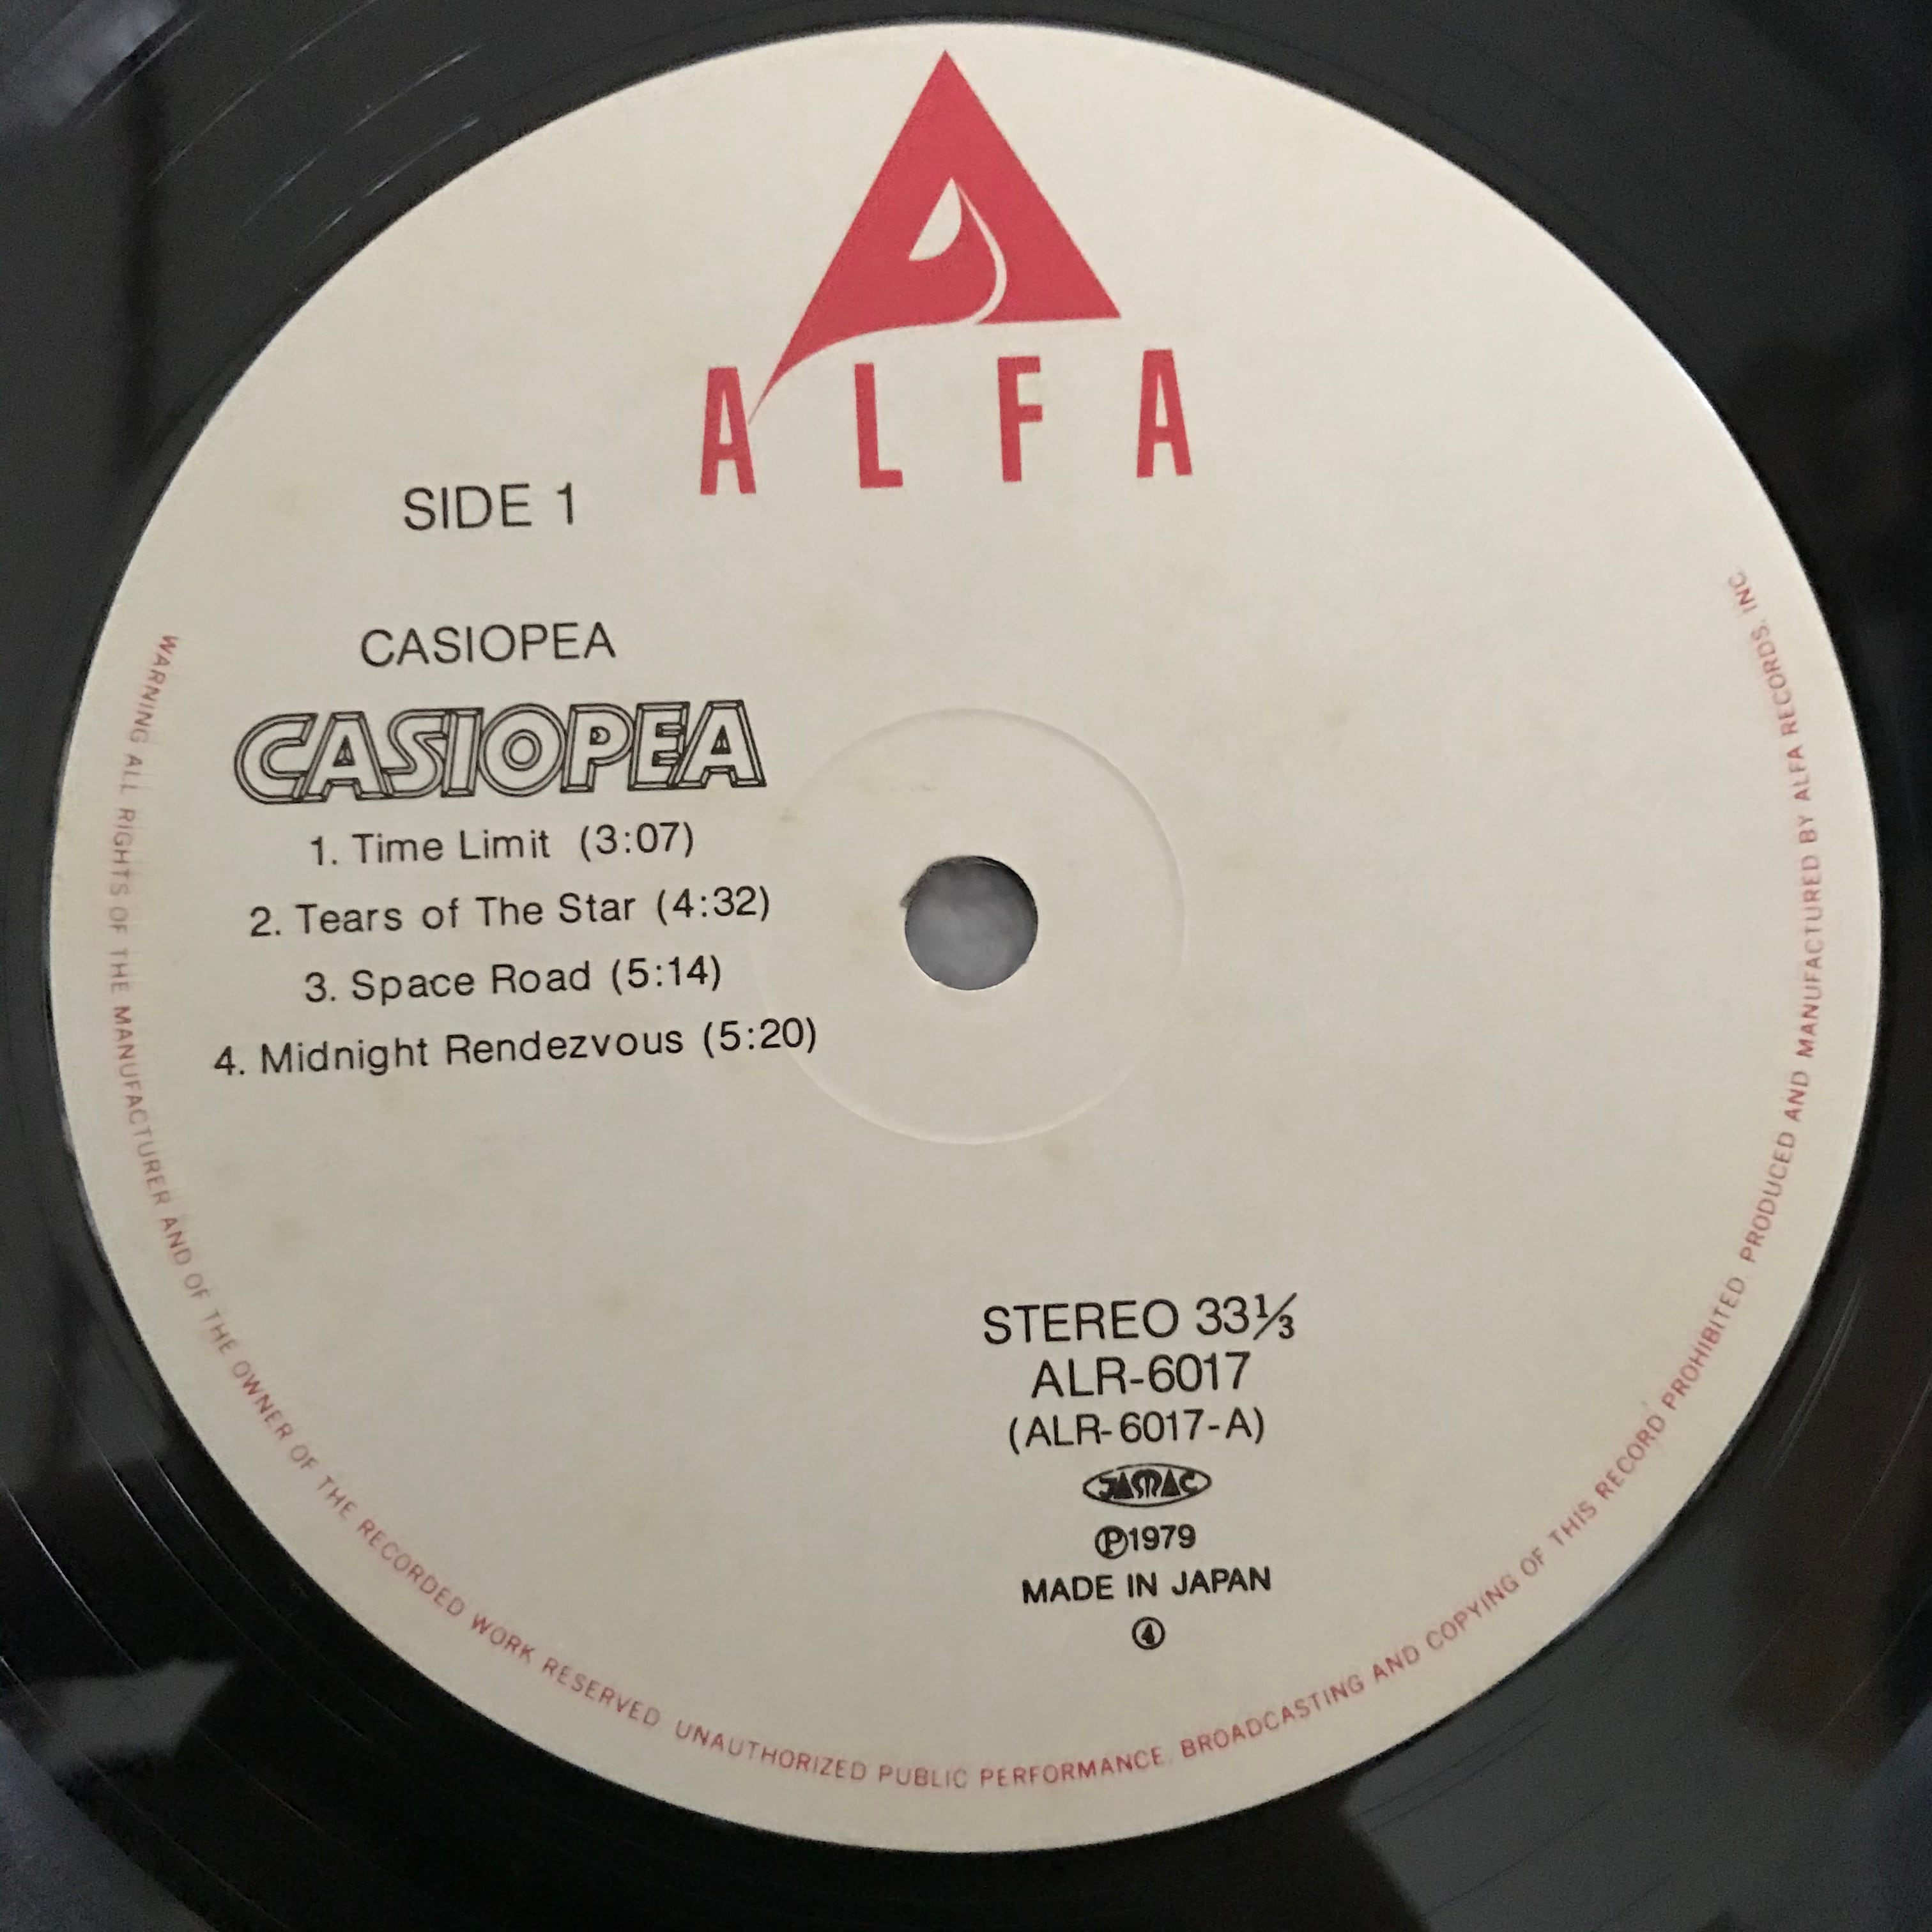 ALFA
SIDE 1
CASIOPEA
CASIOPEA
1. Time Limit (3:07)
2. Tears of The Star (4:32)
3. Space Road (5:14)
4. Midnight Rendezvous (5:20)
STEREO 33⅓
ALR-6017
(ALR-6017-A)
JASRAC
℗1979
MADE IN JAPAN
④
WARNING ALL RIGHTS OF THE MANUFACTURER AND OF THE OWNER OF THE RECORDED WORK RESERVED UNAUTHORIZED PUBLIC PERFORMANCE. BROADCASTING AND COPYING OF THIS RECORD PROHIBITED. PRODUCED AND MANUFACTURED BY ALFA RECORDS, INC.